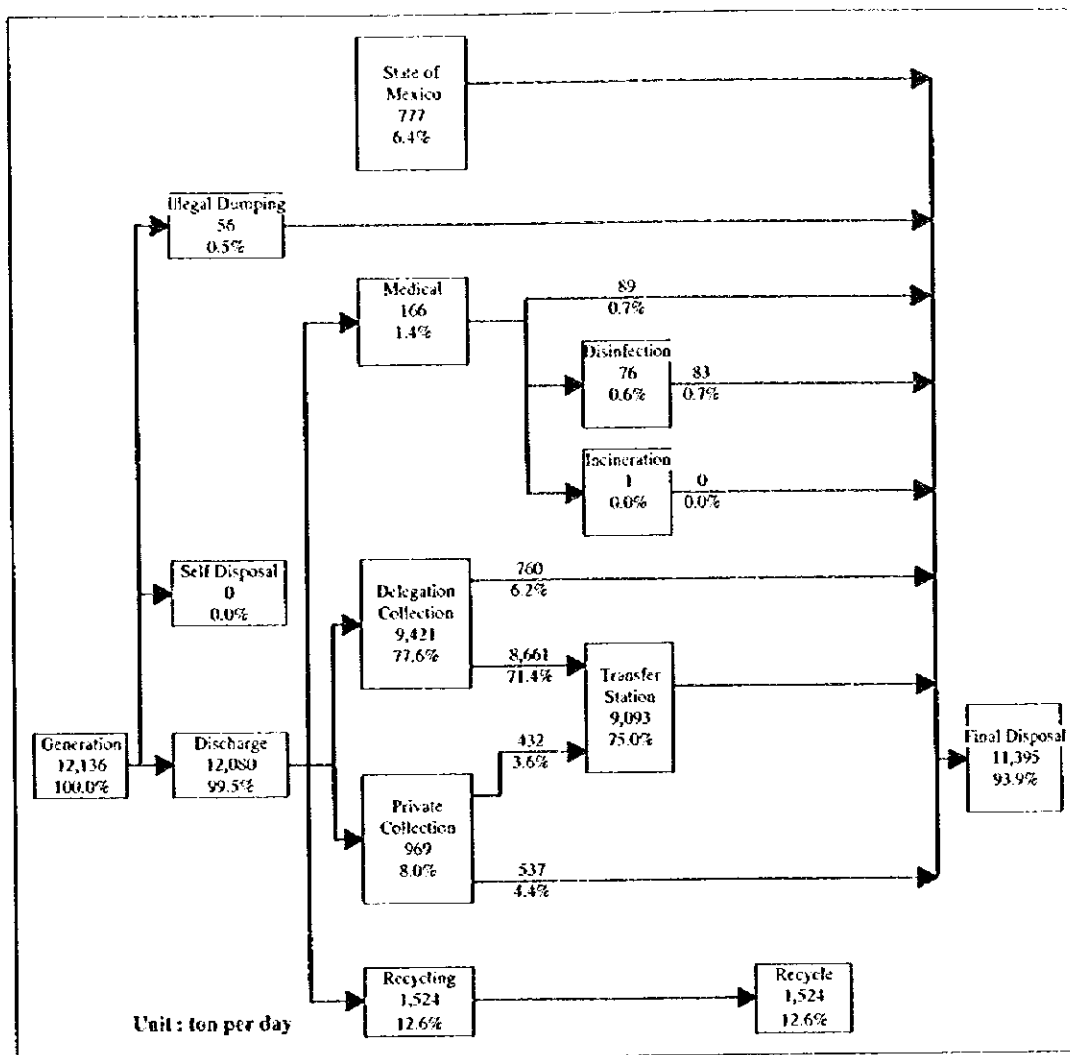 State of
Mexico
777
6.4%
Illegal Dumping
56
0.5%
Medical
166
1.4%
89
0.7%
Disinfection
76
0.6%
83
0.7%
Incineration
1
0.0%
0
0.0%
Self Disposal
0
0.0%
Delegation
Collection
9,421
77.6%
760
6.2%
8,661
71.4%
Transfer
Station
9,093
75.0%
Generation
12,136
100.0%
Discharge
12,080
99.5%
432
3.6%
Private
Collection
969
8.0%
537
4.4%
Final Disposal
11,395
93.9%
Recycling
1,524
12.6%
Recycle
1,524
12.6%
Unit : ton per day